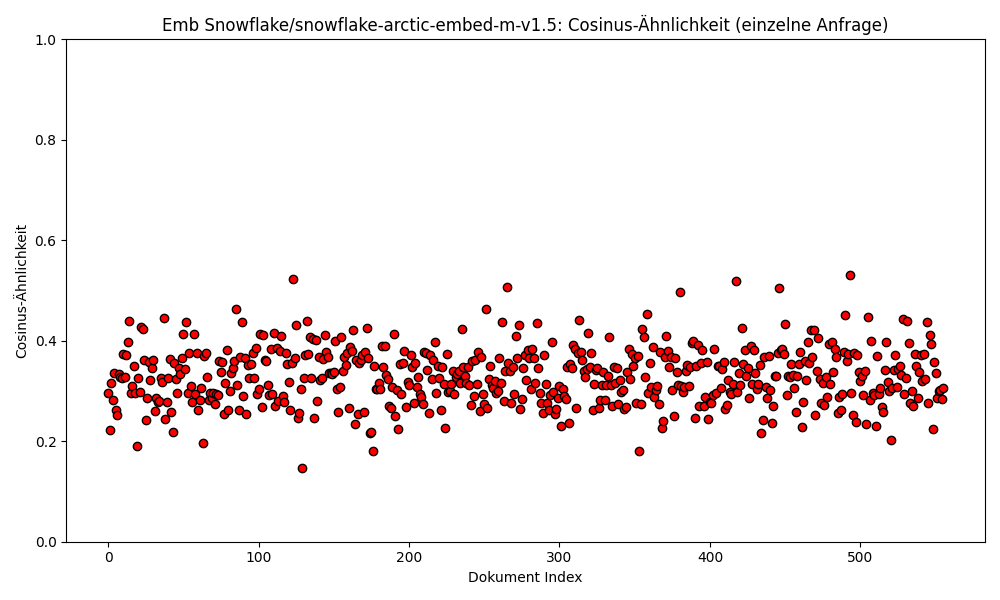 Emb Snowflake/snowflake-arctic-embed-m-v1.5: Cosinus-Ähnlichkeit (einzelne Anfrage)
1.0
0.8
0.6
0.4
0.2
0.0
Cosinus-Ähnlichkeit
0 100 200 300 400 500
Dokument Index